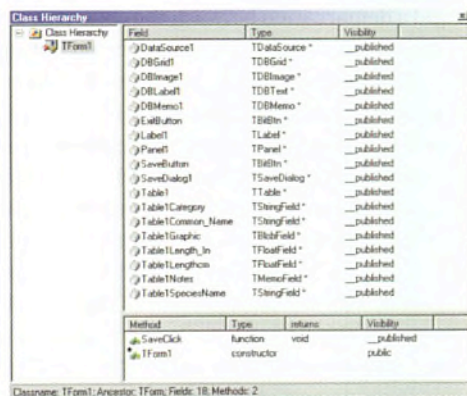 Class Hierarchy
Class Hierarchy
TForm1
Field Type Visibility
DataSource1 TDataSource * __published
DBGrid1 TDBGrid * __published
DBImage1 TDBImage * __published
DBLabel1 TDBText * __published
DBMemo1 TDBMemo * __published
ExitButton TBitBtn * __published
Label1 TLabel * __published
Panel1 TPanel * __published
SaveButton TBitBtn * __published
SaveDialog1 TSaveDialog * __published
Table1 TTable * __published
Table1Category TStringField * __published
Table1Common_Name TStringField * __published
Table1Graphic TBlobField * __published
Table1Length_In TFloatField * __published
Table1Lengthcm TFloatField * __published
Table1Notes TMemoField * __published
Table1SpeciesName TStringField * __published
Method Type returns Visibility
SaveClick function void __published
TForm1 constructor public
Classname: TForm1; Ancestor: TForm; Fields: 18; Methods: 2